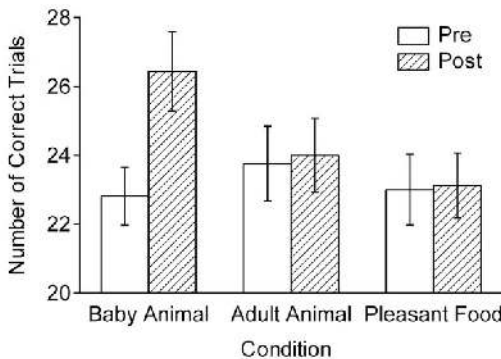 Number of Correct Trials
28
26
24
22
20
Pre
Post
Baby Animal
Adult Animal
Pleasant Food
Condition